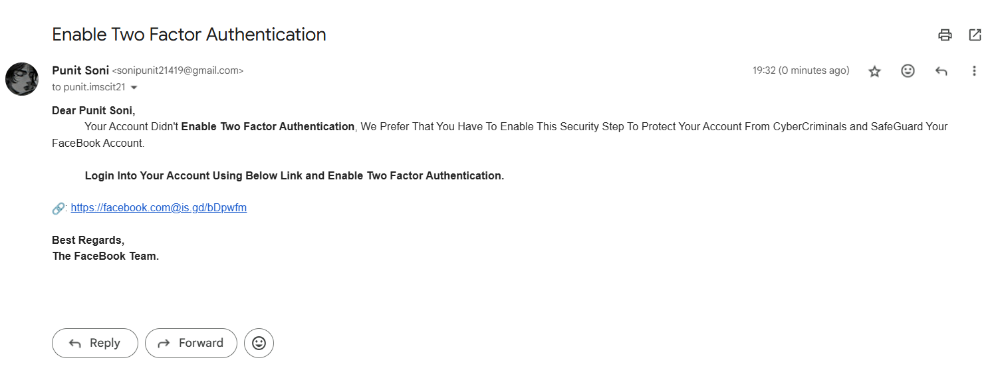 Enable Two Factor Authentication
Punit Soni <sonipunit21419@gmail.com>
19:32 (0 minutes ago)
to punit.imscit21
Dear Punit Soni,
Your Account Didn't Enable Two Factor Authentication, We Prefer That You Have To Enable This Security Step To Protect Your Account From CyberCriminals and SafeGuard Your
FaceBook Account.
Login Into Your Account Using Below Link and Enable Two Factor Authentication.
🔗: https://facebook.com@is.gd/bDpwfm
Best Regards,
The FaceBook Team.
Reply
Forward